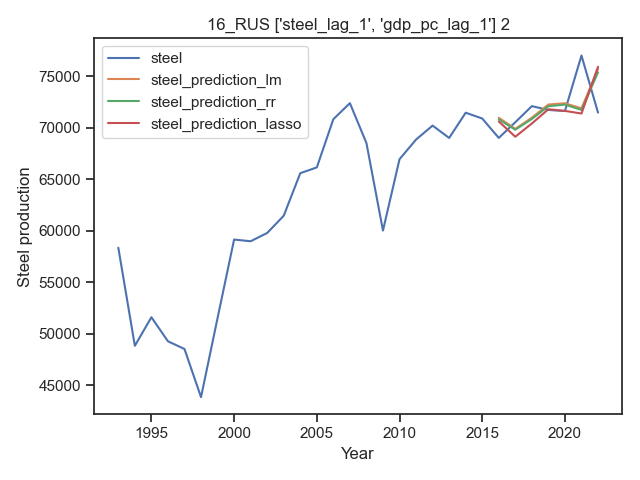 16_RUS ['steel_lag_1', 'gdp_pc_lag_1'] 2
steel
steel_prediction_lm
steel_prediction_rr
steel_prediction_lasso
75000
70000
65000
60000
55000
50000
45000
Steel production
1995
2000
2005
2010
2015
2020
Year